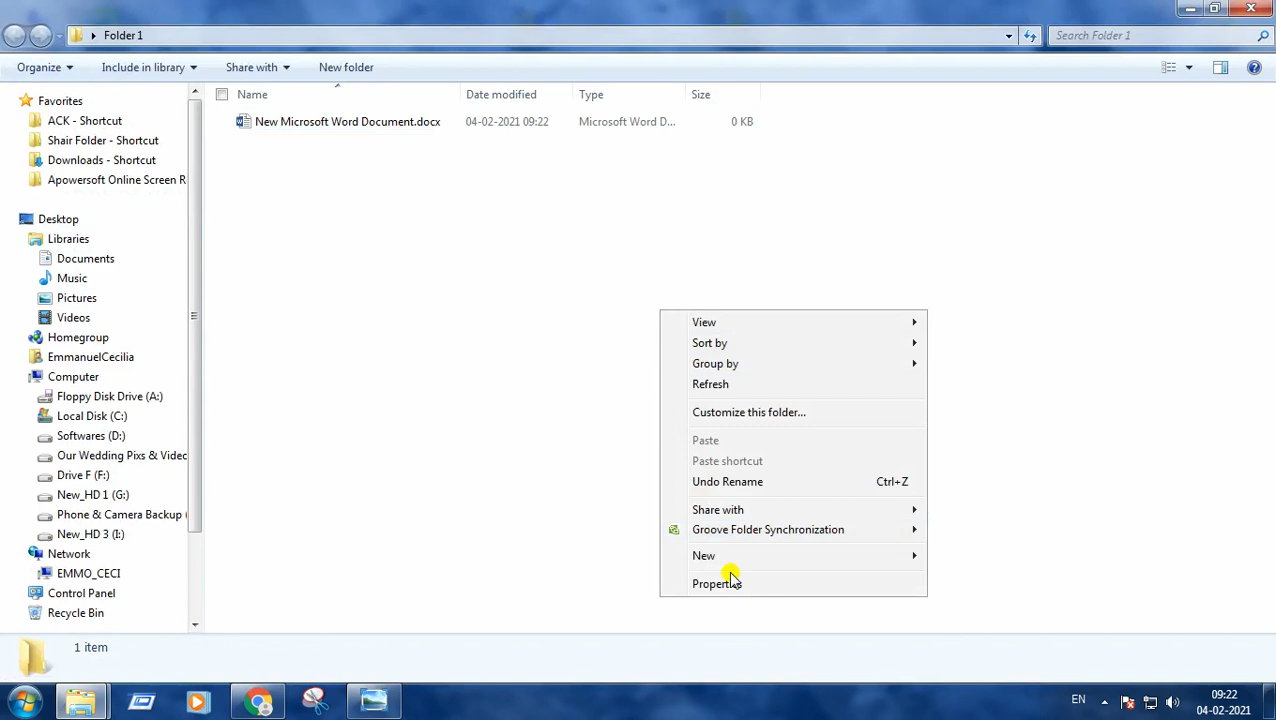 Folder 1
Search Folder 1
Organize
Include in library
Share with
New folder
Favorites
ACK - Shortcut
Shair Folder - Shortcut
Downloads - Shortcut
Apowersoft Online Screen R
Desktop
Libraries
Documents
Music
Pictures
Videos
Homegroup
EmmanuelCecilia
Computer
Floppy Disk Drive (A:)
Local Disk (C:)
Softwares (D:)
Our Wedding Pixs & Videc
Drive F (F:)
New_HD 1 (G:)
Phone & Camera Backup (
New_HD 3 (I:)
Network
EMMO_CECI
Control Panel
Recycle Bin
Name Date modified Type Size
New Microsoft Word Document.docx 04-02-2021 09:22 Microsoft Word D... 0 KB
View
Sort by
Group by
Refresh
Customize this folder...
Paste
Paste shortcut
Undo Rename Ctrl+Z
Share with
Groove Folder Synchronization
New
Properties
1 item
EN
09:22
04-02-2021